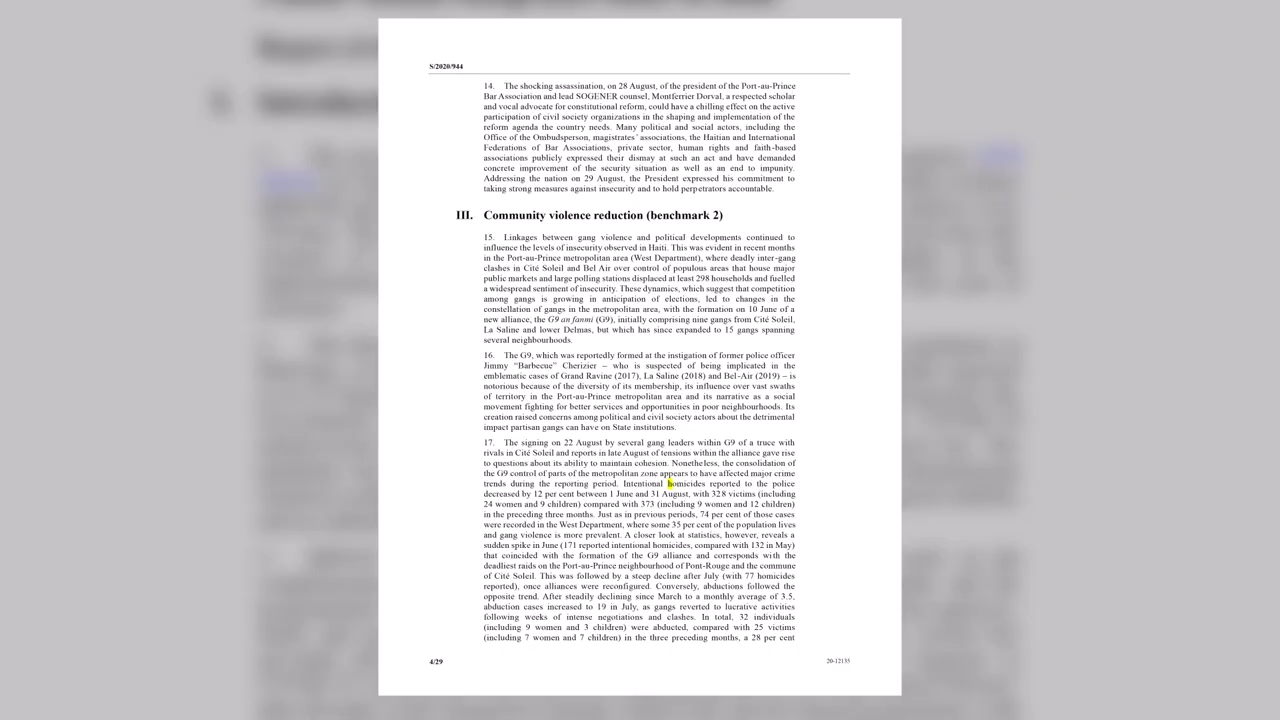 S/2020/944
14. The shocking assassination, on 28 August, of the president of the Port-au-Prince
Bar Association and lead SOGENER counsel, Montferrier Dorval, a respected scholar
and vocal advocate for constitutional reform, could have a chilling effect on the active
participation of civil society organizations in the shaping and implementation of the
reform agenda the country needs. Many political and social actors, including the
Office of the Ombudsperson, magistrates' associations, the Haitian and International
Federations of Bar Associations, private sector, human rights and faith-based
associations publicly expressed their dismay at such an act and have demanded
concrete improvement of the security situation as well as an end to impunity.
Addressing the nation on 29 August, the President expressed his commitment to
taking strong measures against insecurity and to hold perpetrators accountable.
III. Community violence reduction (benchmark 2)
15. Linkages between gang violence and political developments continued to
influence the levels of insecurity observed in Haiti. This was evident in recent months
in the Port-au-Prince metropolitan area (West Department), where deadly inter-gang
clashes in Cité Soleil and Bel Air over control of populous areas that house major
public markets and large polling stations displaced at least 298 households and fuelled
a widespread sentiment of insecurity. These dynamics, which suggest that competition
among gangs is growing in anticipation of elections, led to changes in the
constellation of gangs in the metropolitan area, with the formation on 10 June of a
new alliance, the G9 an fanmi (G9), initially comprising nine gangs from Cité Soleil,
La Saline and lower Delmas, but which has since expanded to 15 gangs spanning
several neighbourhoods.
16. The G9, which was reportedly formed at the instigation of former police officer
Jimmy “Barbecue” Cherizier – who is suspected of being implicated in the
emblematic cases of Grand Ravine (2017), La Saline (2018) and Bel-Air (2019) – is
notorious because of the diversity of its membership, its influence over vast swaths
of territory in the Port-au-Prince metropolitan area and its narrative as a social
movement fighting for better services and opportunities in poor neighbourhoods. Its
creation raised concerns among political and civil society actors about the detrimental
impact partisan gangs can have on State institutions.
17. The signing on 22 August by several gang leaders within G9 of a truce with
rivals in Cité Soleil and reports in late August of tensions within the alliance gave rise
to questions about its ability to maintain cohesion. Nonetheless, the consolidation of
the G9 control of parts of the metropolitan zone appears to have affected major crime
trends during the reporting period. Intentional homicides reported to the police
decreased by 12 per cent between 1 June and 31 August, with 328 victims (including
24 women and 9 children) compared with 373 (including 9 women and 12 children)
in the preceding three months. Just as in previous periods, 74 per cent of those cases
were recorded in the West Department, where some 35 per cent of the population lives
and gang violence is more prevalent. A closer look at statistics, however, reveals a
sudden spike in June (171 reported intentional homicides, compared with 132 in May)
that coincided with the formation of the G9 alliance and corresponds with the
deadliest raids on the Port-au-Prince neighbourhood of Pont-Rouge and the commune
of Cité Soleil. This was followed by a steep decline after July (with 77 homicides
reported), once alliances were reconfigured. Conversely, abductions followed the
opposite trend. After steadily declining since March to a monthly average of 3.5,
abduction cases increased to 19 in July, as gangs reverted to lucrative activities
following weeks of intense negotiations and clashes. In total, 32 individuals
(including 9 women and 3 children) were abducted, compared with 25 victims
(including 7 women and 7 children) in the three preceding months, a 28 per cent
4/29
20-12135